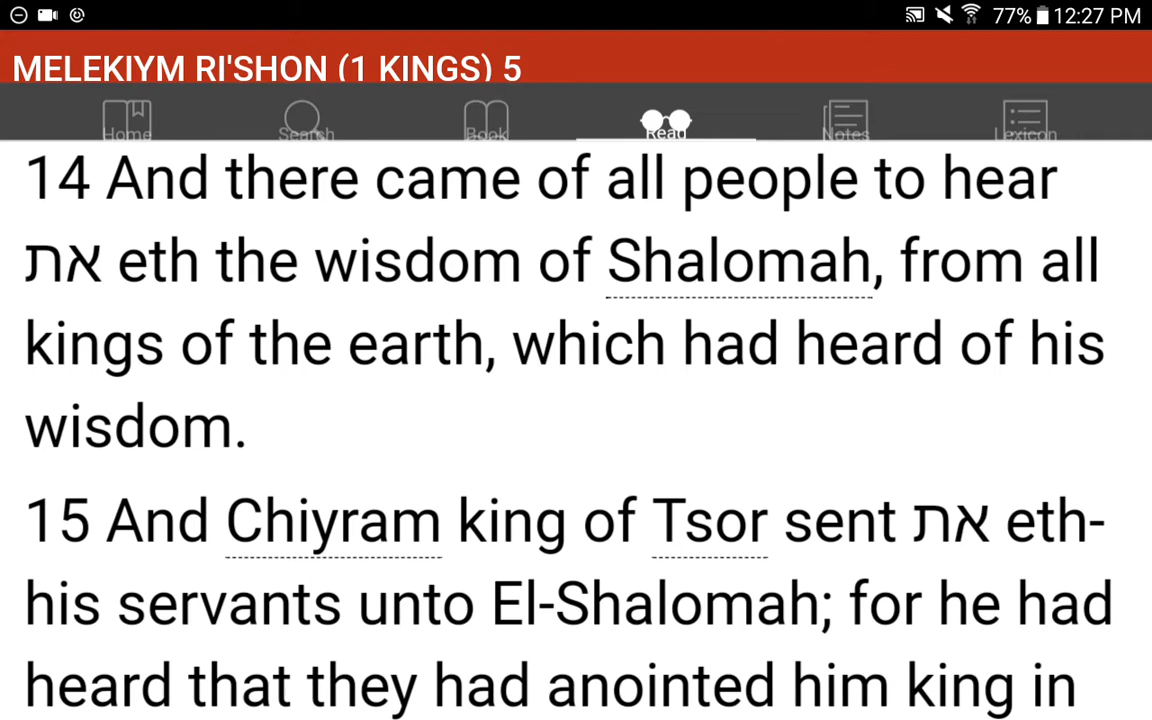 77% 12:27 PM
MELEKIYM RI'SHON (1 KINGS) 5
Home Search Book Read Notes Lexicon
14 And there came of all people to hear
את eth the wisdom of Shalomah, from all
kings of the earth, which had heard of his
wisdom.
15 And Chiyram king of Tsor sent את eth-
his servants unto El-Shalomah; for he had
heard that they had anointed him king in